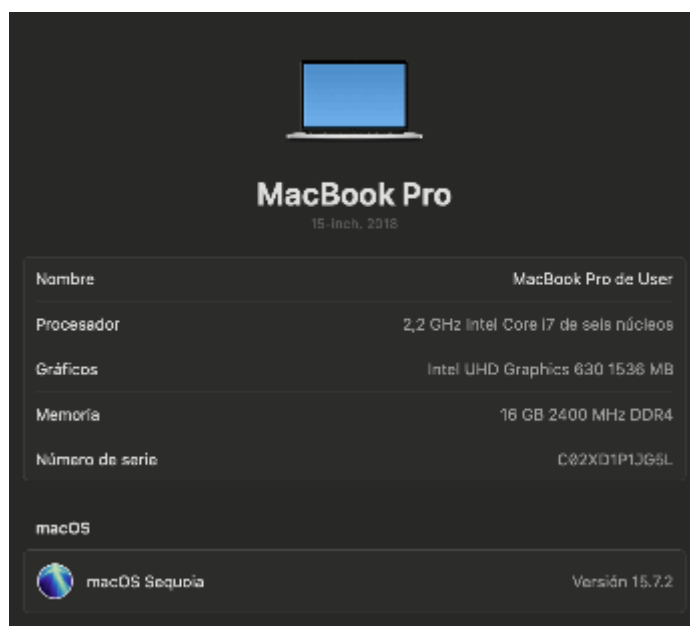 MacBook Pro
15-inch, 2018
Nombre MacBook Pro de User
Procesador 2,2 GHz Intel Core i7 de seis núcleos
Gráficos Intel UHD Graphics 630 1536 MB
Memoria 16 GB 2400 MHz DDR4
Número de serie
macOS
macOS Sequoia Versión 15.7.2